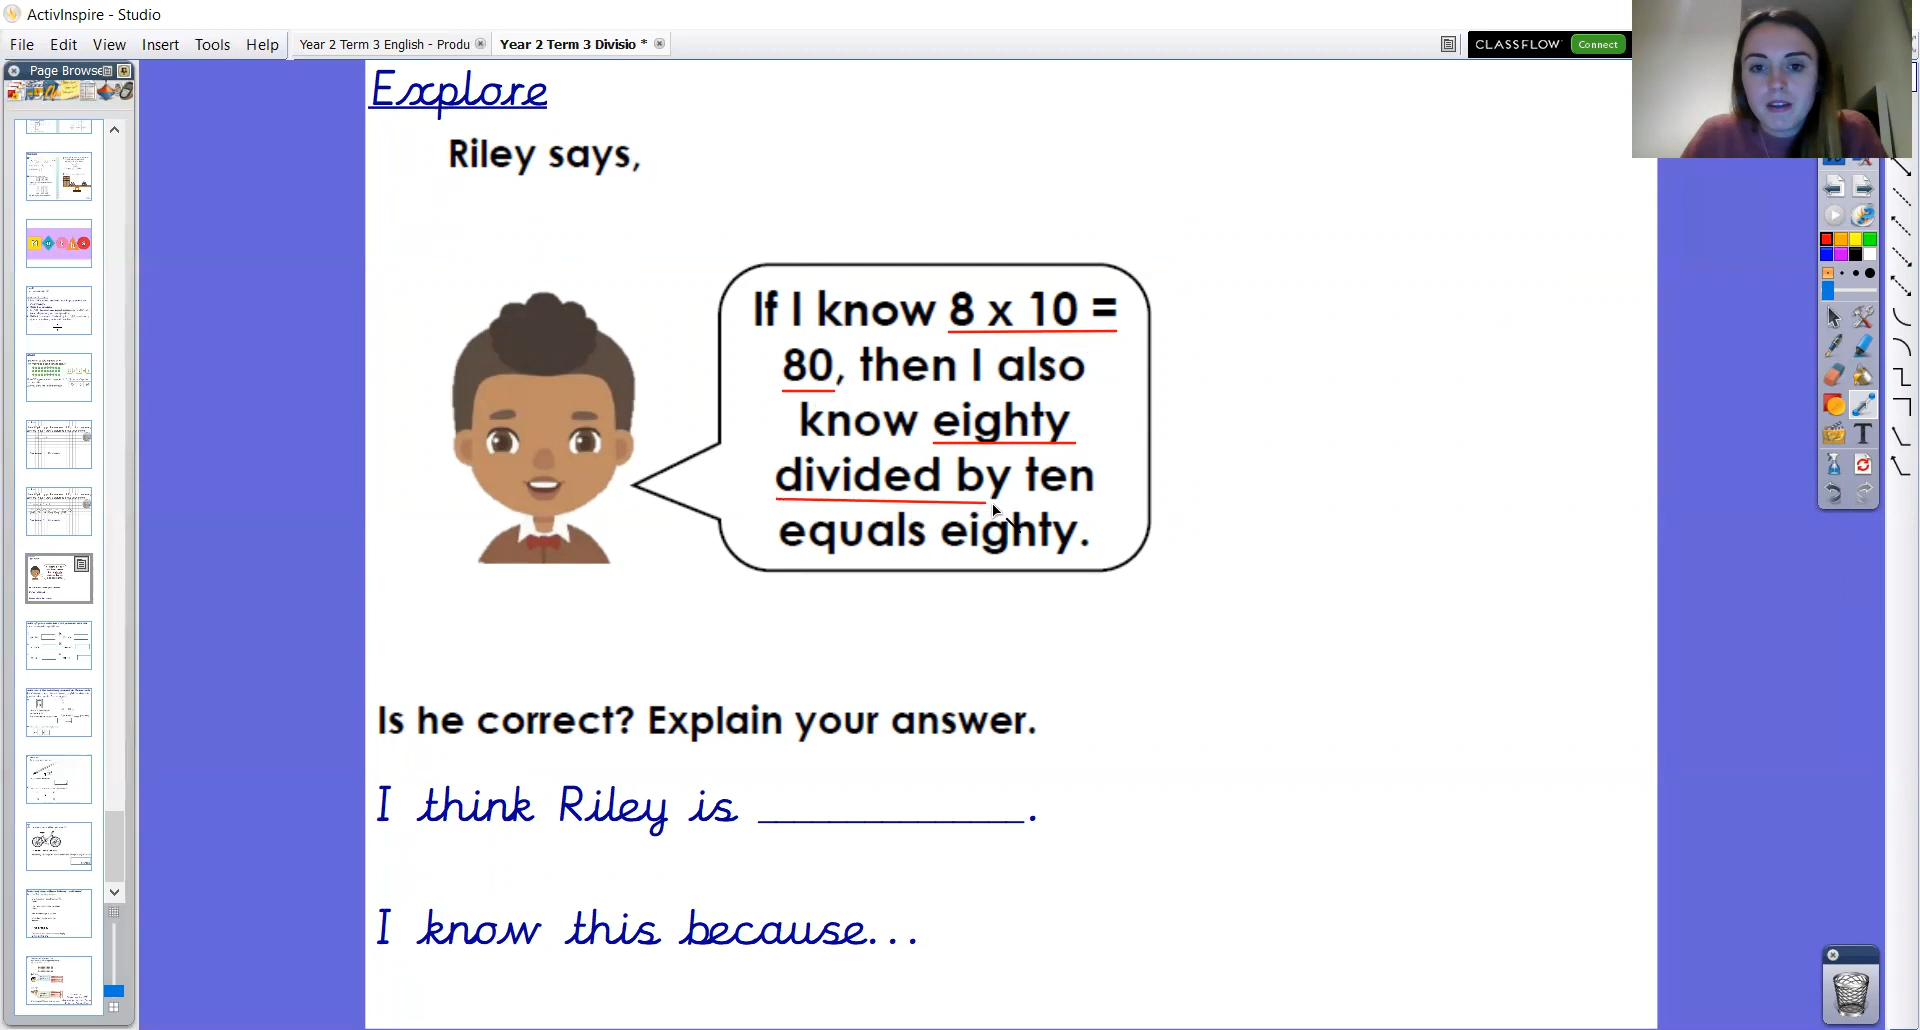 ActivInspire - Studio
File Edit View Insert Tools Help
Year 2 Term 3 English - Produ
Year 2 Term 3 Divisio *
CLASSFLOW
Connect
Page Browse
Explore
Riley says,
If I know 8 x 10 =
80, then I also
know eighty
divided by ten
equals eighty.
Is he correct? Explain your answer.
I think Riley is ____________.
I know this because...